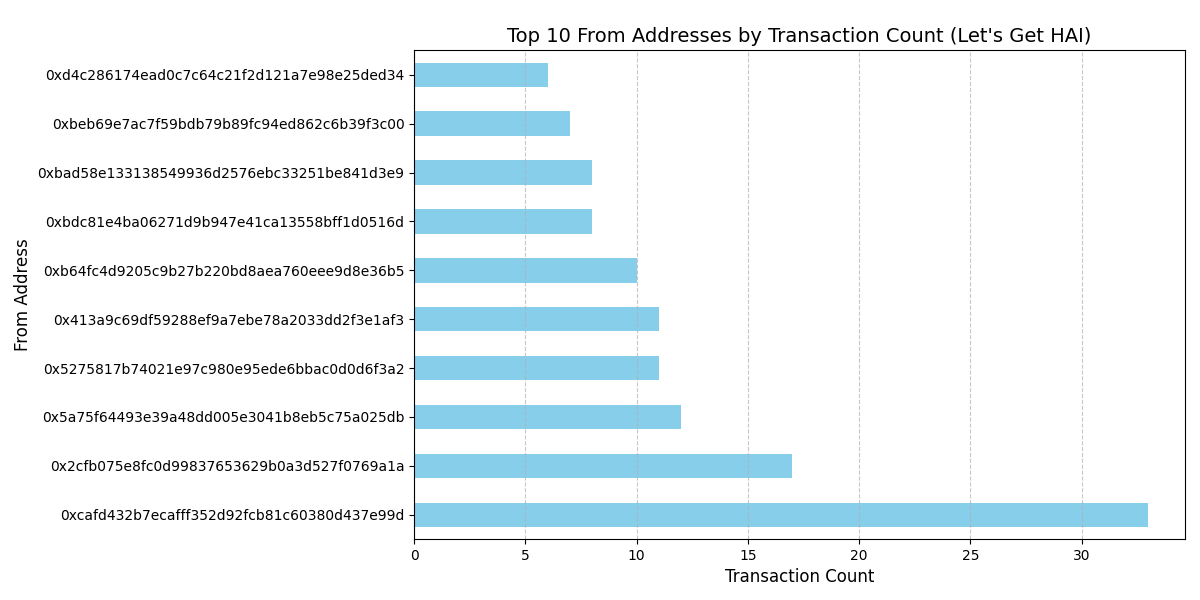 Top 10 From Addresses by Transaction Count (Let's Get HAI)
From Address
0xd4c286174ead0c7c64c21f2d121a7e98e25ded34
0xbeb69e7ac7f59bdb79b89fc94ed862c6b39f3c00
0xbad58e133138549936d2576ebc33251be841d3e9
0xbdc81e4ba06271d9b947e41ca13558bff1d0516d
0xb64fc4d9205c9b27b220bd8aea760eee9d8e36b5
0x413a9c69df59288ef9a7ebe78a2033dd2f3e1af3
0x5275817b74021e97c980e95ede6bbac0d0d6f3a2
0x5a75f64493e39a48dd005e3041b8eb5c75a025db
0x2cfb075e8fc0d99837653629b0a3d527f0769a1a
0xcafd432b7ecafff352d92fcb81c60380d437e99d
0 5 10 15 20 25 30
Transaction Count